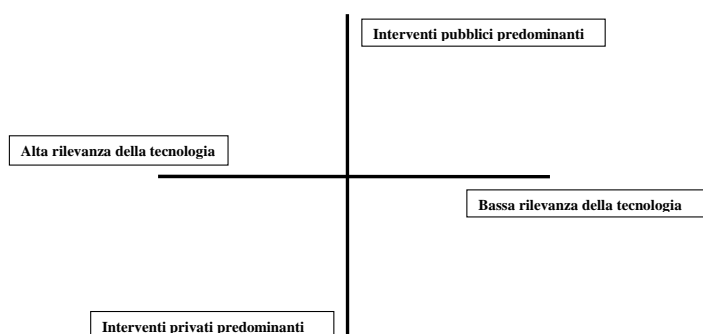 Interventi pubblici predominanti
Alta rilevanza della tecnologia
Bassa rilevanza della tecnologia
Interventi privati predominanti